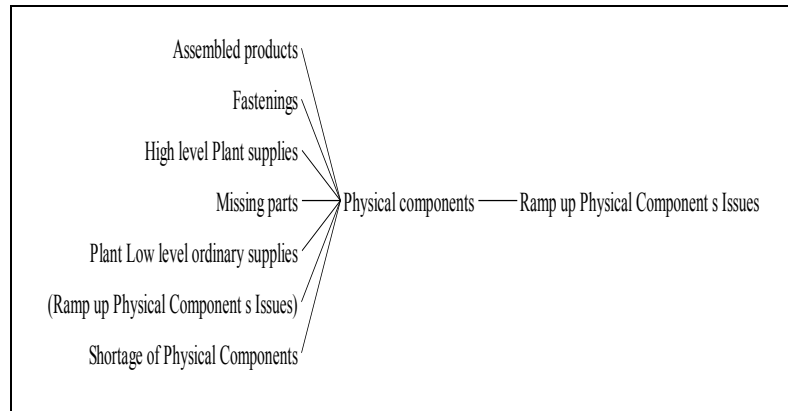 Assembled products
Fastenings
High level Plant supplies
Missing parts
Physical components
Ramp up Physical Component s Issues
Plant Low level ordinary supplies
(Ramp up Physical Component s Issues)
Shortage of Physical Components